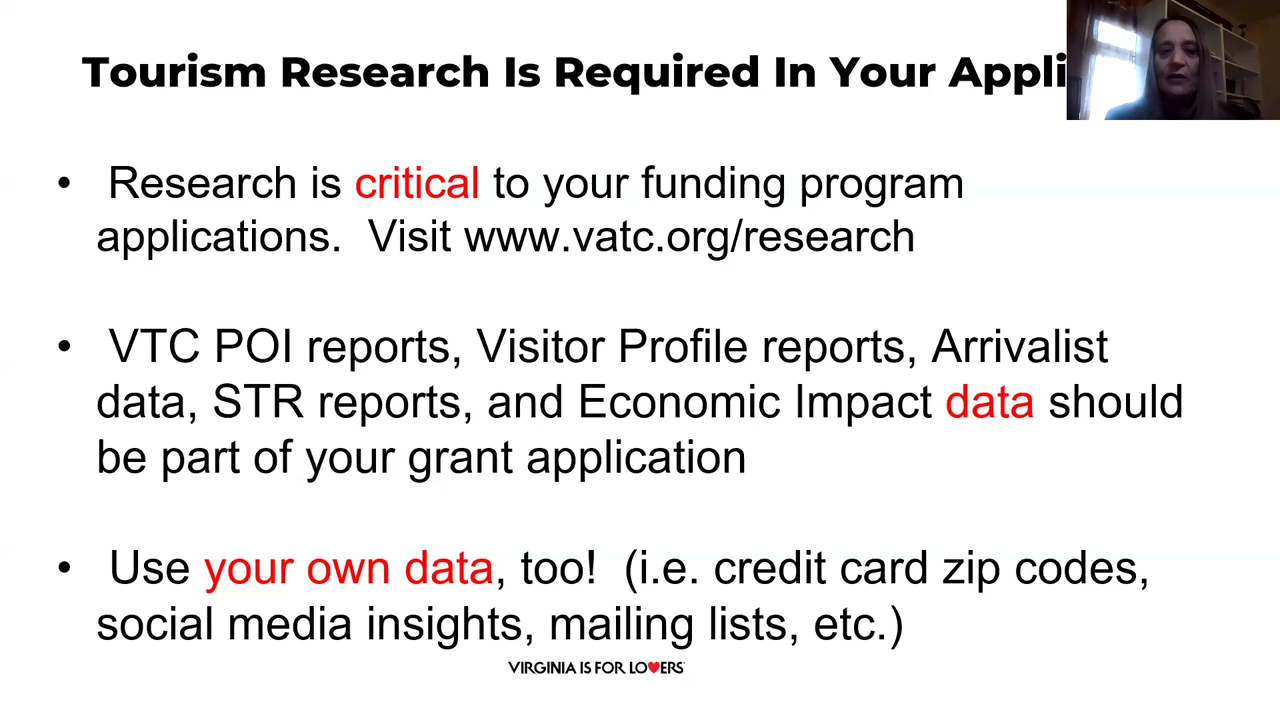 Tourism Research Is Required In Your Appli
• Research is critical to your funding program
applications. Visit www.vatc.org/research
• VTC POI reports, Visitor Profile reports, Arrivalist
data, STR reports, and Economic Impact data should
be part of your grant application
• Use your own data, too! (i.e. credit card zip codes,
social media insights, mailing lists, etc.)
VIRGINIA IS FOR LO♥ERS